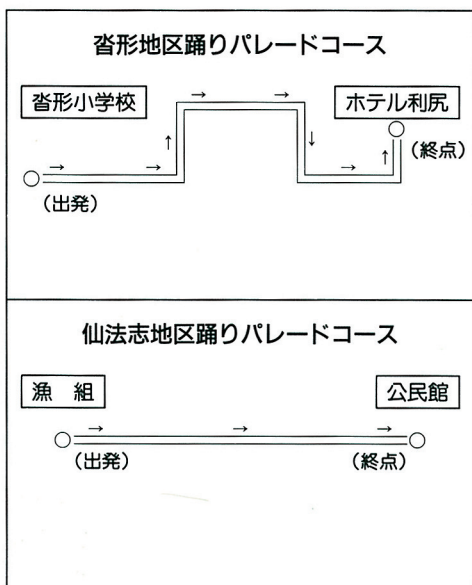 沓形地区踊りパレードコース
沓形小学校
ホテル利尻
→ → → → → → ↑ ↓ ↑
(出発)
(終点)
仙法志地区踊りパレードコース
漁 組
公民館
→ → →
(出発)
(終点)